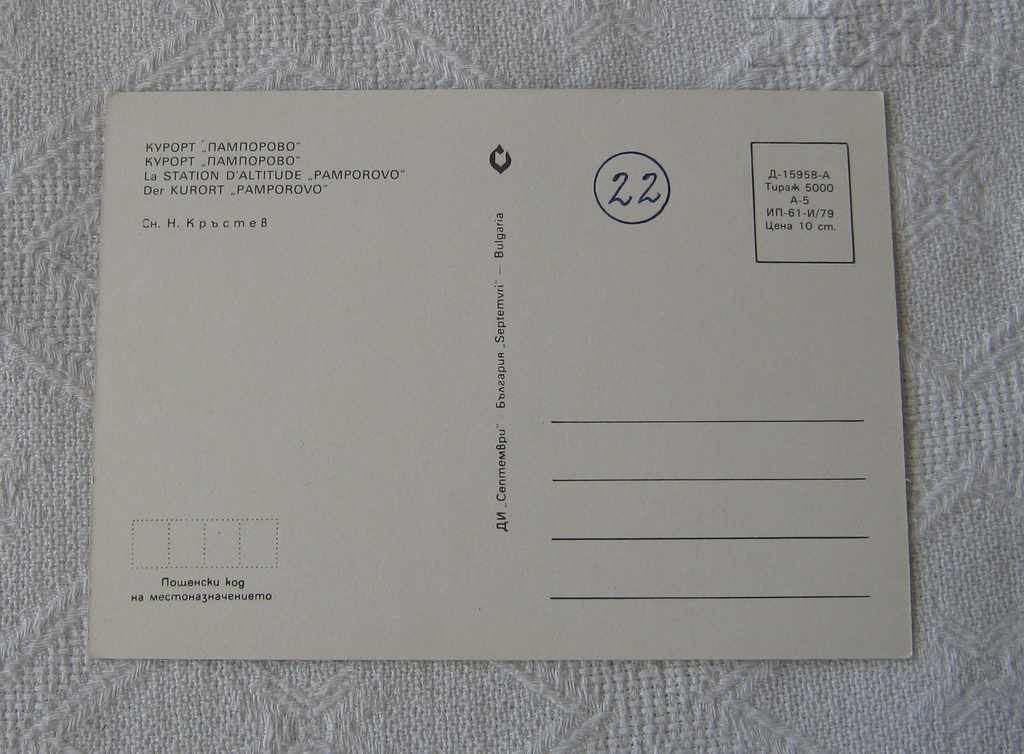 КУРОРТ „ПАМПОРОВО"
КУРОРТ „ПАМПОРОВО"
La STATION D'ALTITUDE „PAMPOROVO"
Der KURORT „PAMPOROVO"
Сн. Н. Кръстев
Пощенски код
на местоназначението
ДИ „Септември" България „Septemvri" — Bulgaria
22
Д-15958-А
Тираж 5000
А-5
ИП-61-И/79
Цена 10 ст.